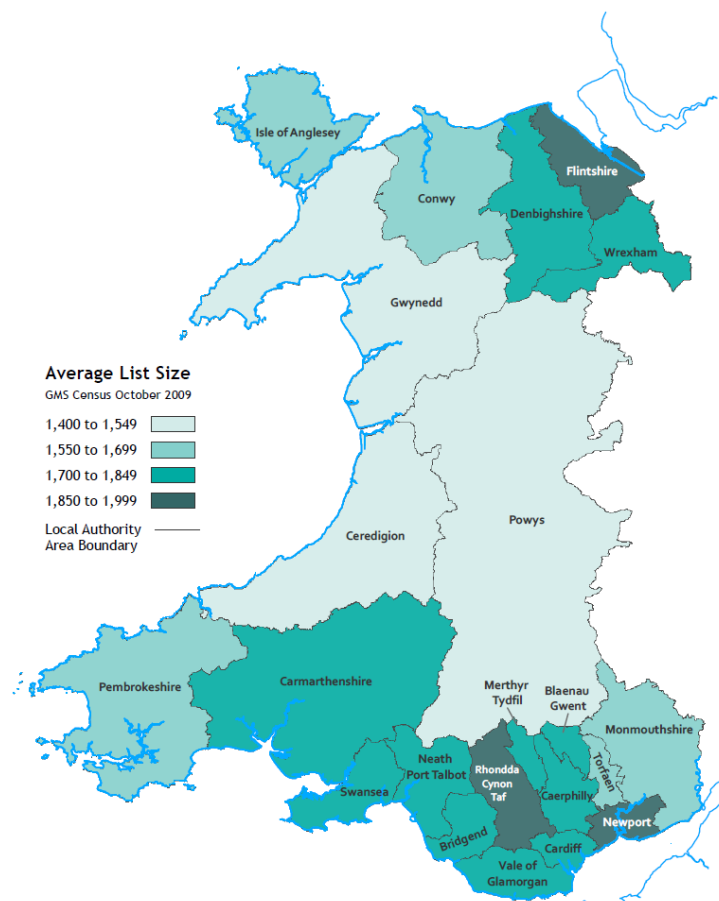 Isle of Anglesey
Flintshire
Conwy
Denbighshire
Wrexham
Gwynedd
Average List Size
GMS Census October 2009
1,400 to 1,549
1,550 to 1,699
1,700 to 1,849
1,850 to 1,999
Local Authority
Area Boundary
Powys
Ceredigion
Pembrokeshire
Carmarthenshire
Merthyr
Tydfil
Blaenau
Gwent
Monmouthshire
Neath
Port Talbot
Rhondda
Cynon
Taf
Torfaen
Swansea
Caerphilly
Newport
Bridgend
Cardiff
Vale of
Glamorgan